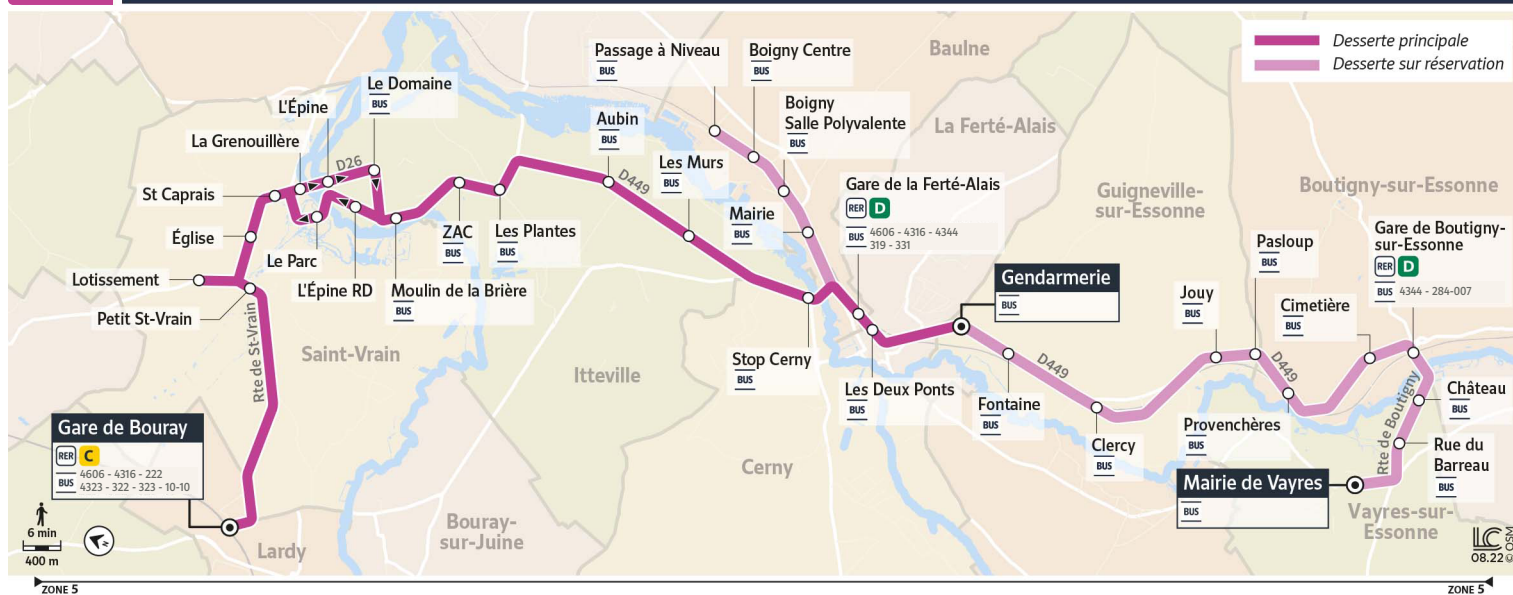 Desserte principale
Desserte sur réservation
Baulne
Passage à Niveau
BUS
Boigny Centre
BUS
Boigny
Salle Polyvalente
BUS
Le Domaine
BUS
L'Épine
La Grenouillère
D26
St Caprais
Église
Lotissement
Petit St-Vrain
Le Parc
L'Épine RD
Moulin de la Brière
BUS
ZAC
BUS
Les Plantes
BUS
Aubin
BUS
D449
Les Murs
BUS
Mairie
BUS
La Ferté-Alais
Gare de la Ferté-Alais
RER D
BUS 4606 - 4316 - 4344
319 - 331
Guigneville-
sur-Essonne
Boutigny-sur-Essonne
Gare de Boutigny-
sur-Essonne
RER D
BUS 4344 - 284-007
Pasloup
BUS
Gendarmerie
BUS
Jouy
BUS
Cimetière
BUS
Rte de St-Vrain
Saint-Vrain
Itteville
Stop Cerny
BUS
Les Deux Ponts
BUS
D449
Fontaine
BUS
D449
Clercy
BUS
Provenchères
BUS
Rte de Boutigny
Château
BUS
Rue du
Barreau
BUS
Gare de Bouray
RER C
BUS 4606 - 4316 - 222
4323 - 322 - 323 - 10-10
Cerny
Mairie de Vayres
BUS
Vayres-sur-
Essonne
Bouray-
sur-Juine
Lardy
6 min
400 m
N
LC
08.22 © OSM
ZONE 5
ZONE 5